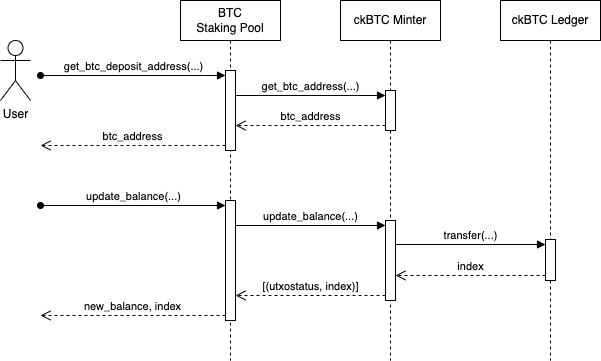 BTC
Staking Pool
ckBTC Minter
ckBTC Ledger
get_btc_deposit_address(...)
get_btc_address(...)
User
btc_address
btc_address
update_balance(...)
update_balance(...)
transfer(...)
index
[(utxostatus, index)]
new_balance, index